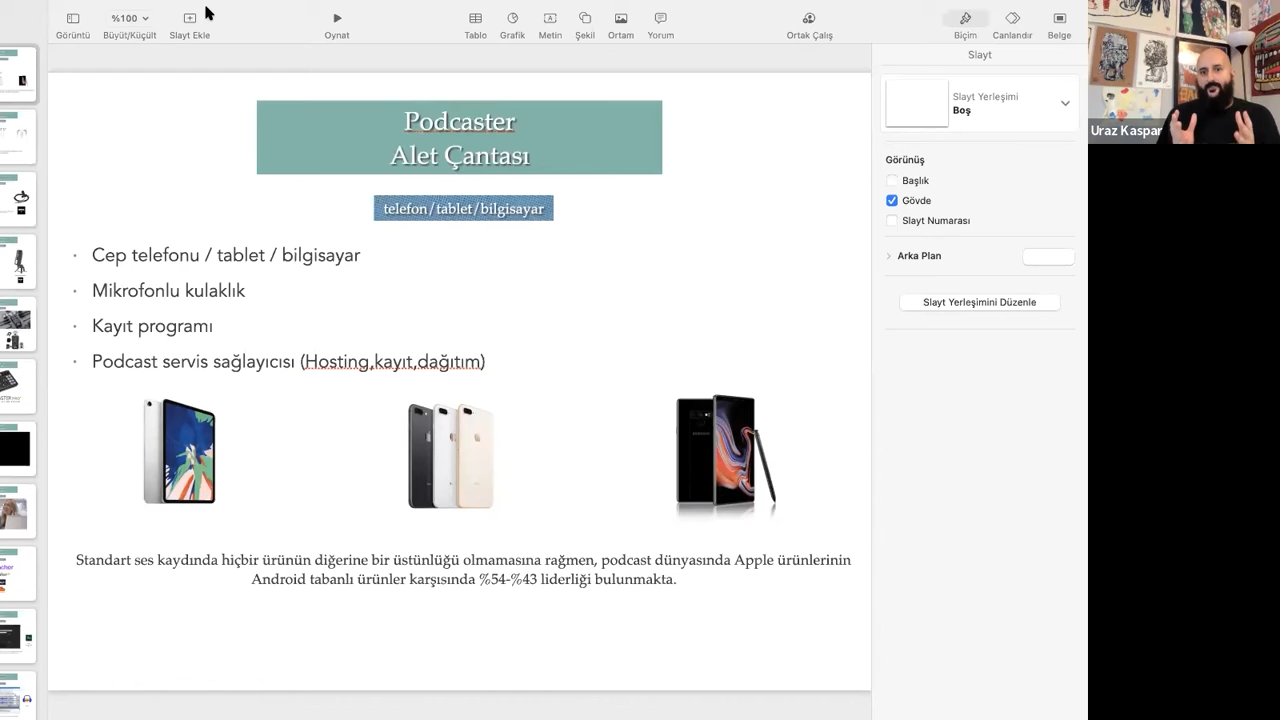 %100
Görüntü
Büyüt/Küçült
Slayt Ekle
Oynat
Tablo
Grafik
Metin
Şekil
Ortam
Yorum
Ortak Çalış
Biçim
Canlandır
Belge
Slayt
Slayt Yerleşimi
Boş
Görünüş
Başlık
Gövde
Slayt Numarası
Arka Plan
Slayt Yerleşimini Düzenle
Uraz Kaspar
Podcaster
Alet Çantası
telefon/tablet/bilgisayar
· Cep telefonu / tablet / bilgisayar
· Mikrofonlu kulaklık
· Kayıt programı
· Podcast servis sağlayıcısı (Hosting,kayıt,dağıtım)
Standart ses kaydında hiçbir ürünün diğerine bir üstünlüğü olmamasına rağmen, podcast dünyasında Apple ürünlerinin
Android tabanlı ürünler karşısında %54-%43 liderliği bulunmakta.